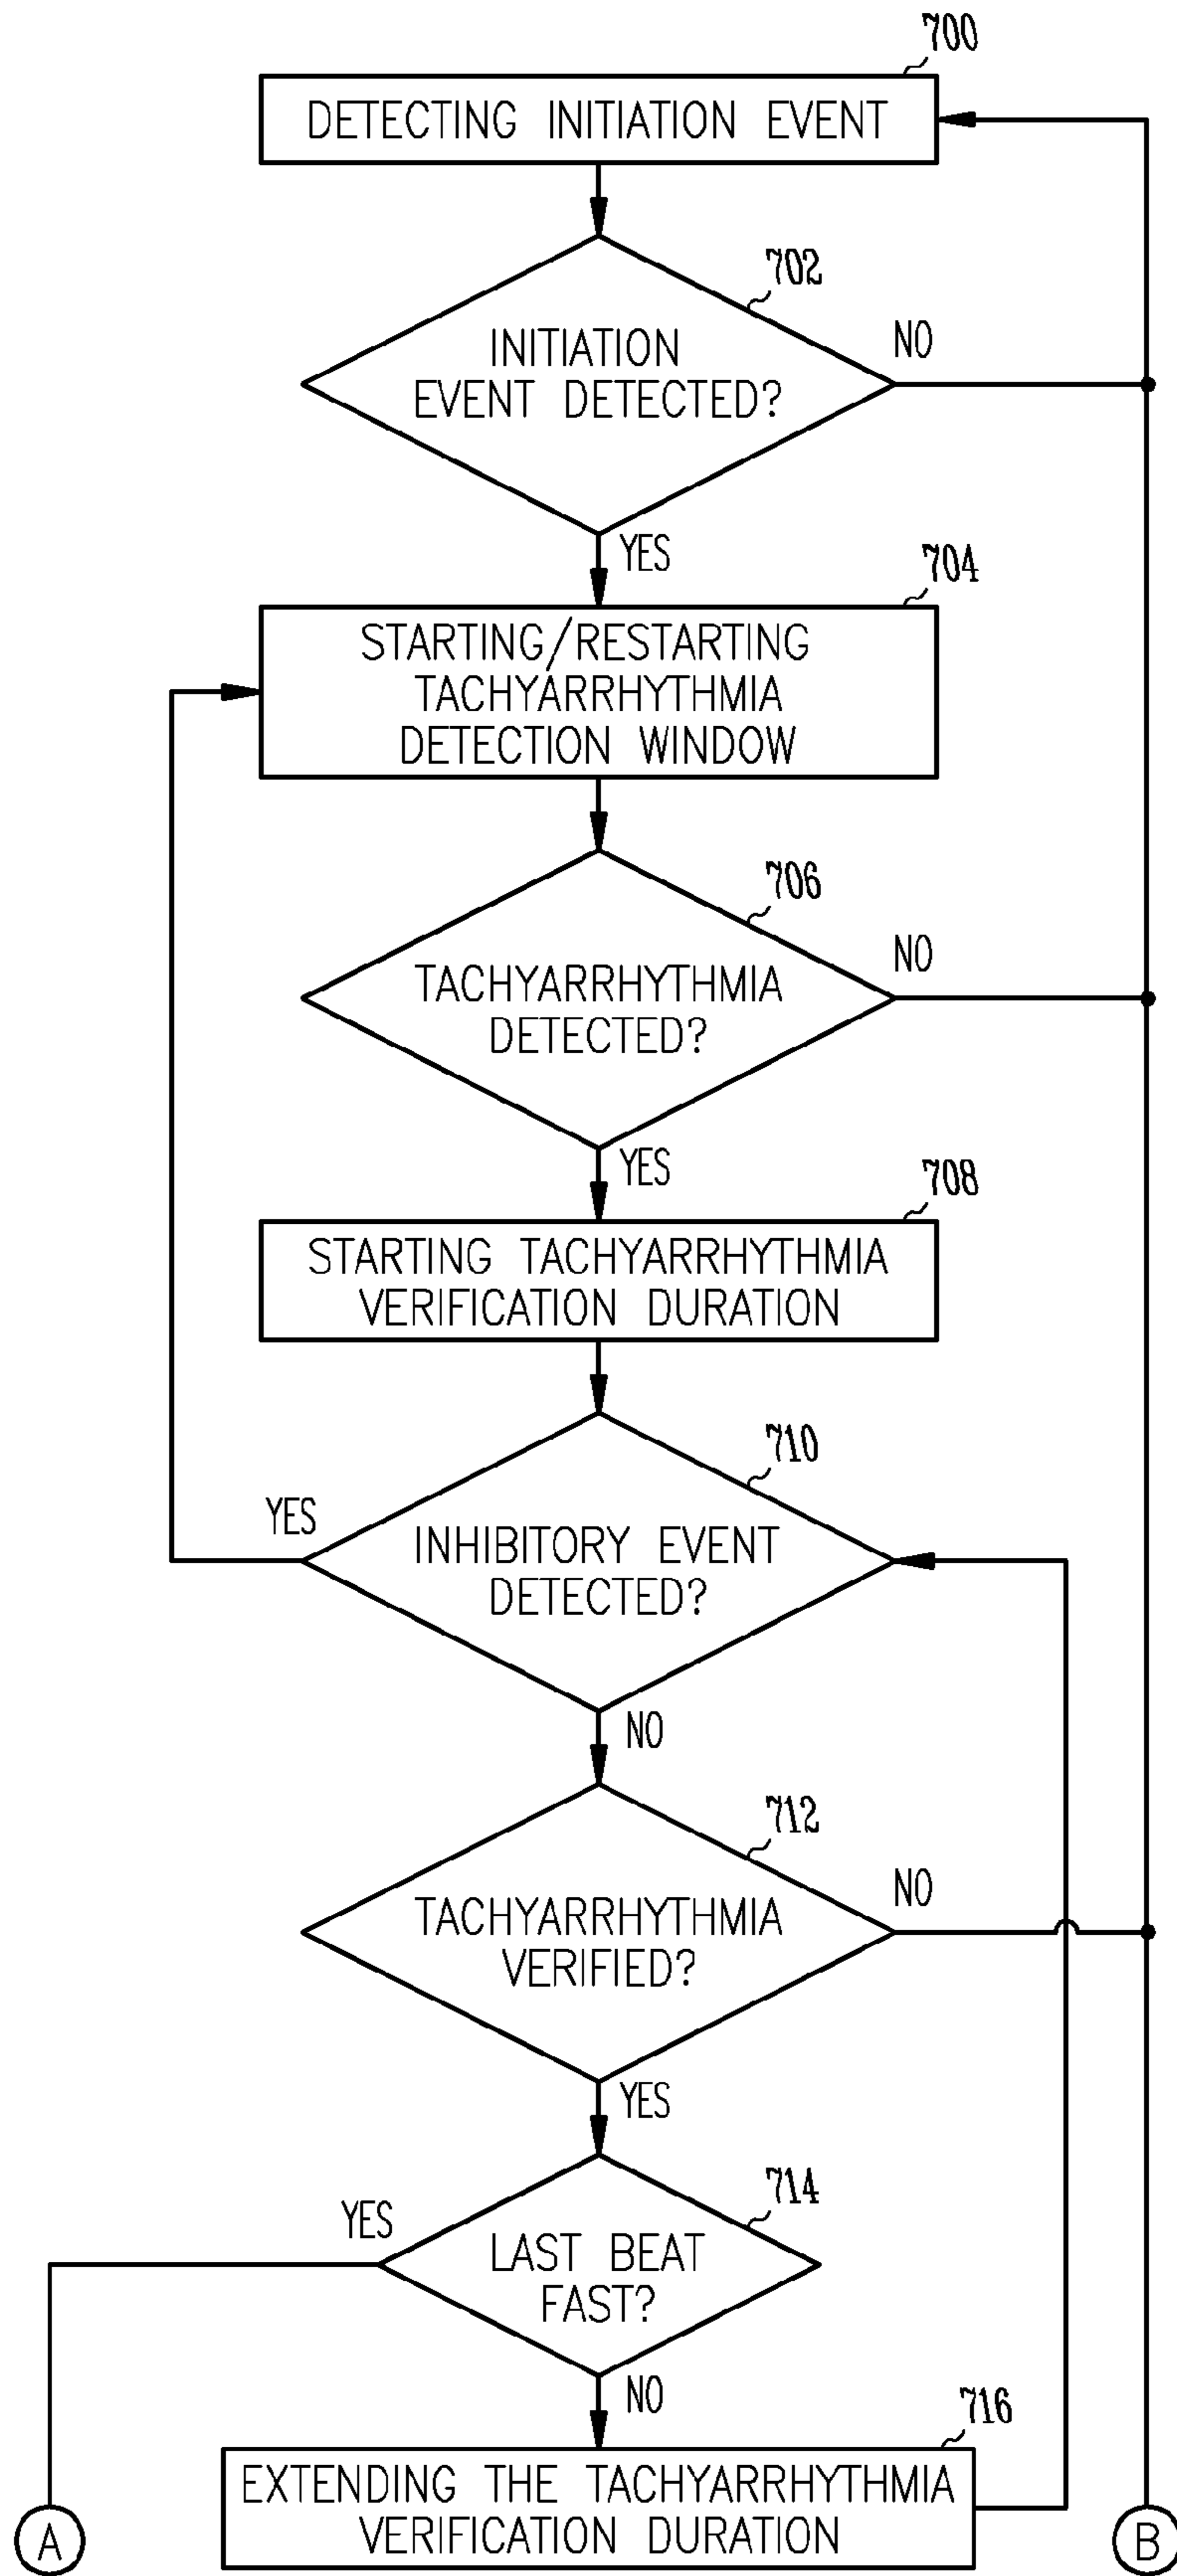 700
DETECTING INITIATION EVENT
702
INITIATION
EVENT DETECTED?
NO
YES
704
STARTING/RESTARTING
TACHYARRHYTHMIA
DETECTION WINDOW
706
TACHYARRHYTHMIA
DETECTED?
NO
YES
708
STARTING TACHYARRHYTHMIA
VERIFICATION DURATION
710
YES
INHIBITORY EVENT
DETECTED?
NO
712
TACHYARRHYTHMIA
VERIFIED?
NO
YES
714
YES
LAST BEAT
FAST?
NO
716
EXTENDING THE TACHYARRHYTHMIA
VERIFICATION DURATION
A
B